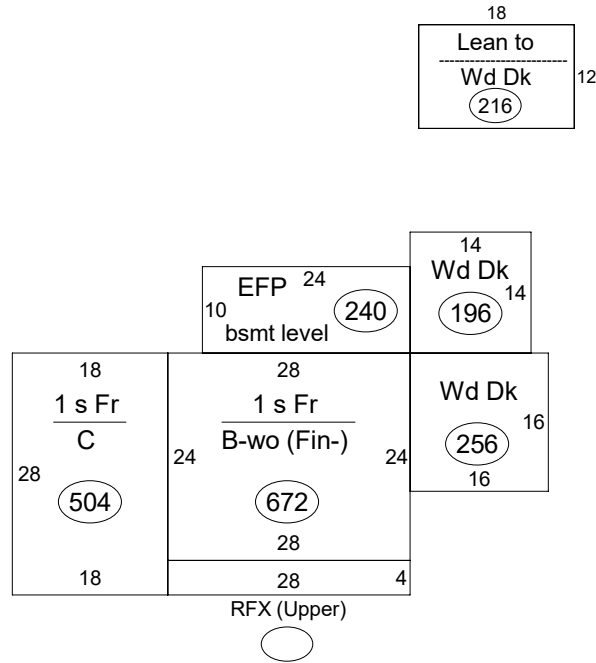 18
Lean to
Wd Dk
12
216
14
Wd Dk
14
196
EFP 24
10
240
bsmt level
18
1 s Fr
C
28
504
18
28
1 s Fr
B-wo (Fin-)
24
24
672
28
Wd Dk
16
256
16
28
4
RFX (Upper)